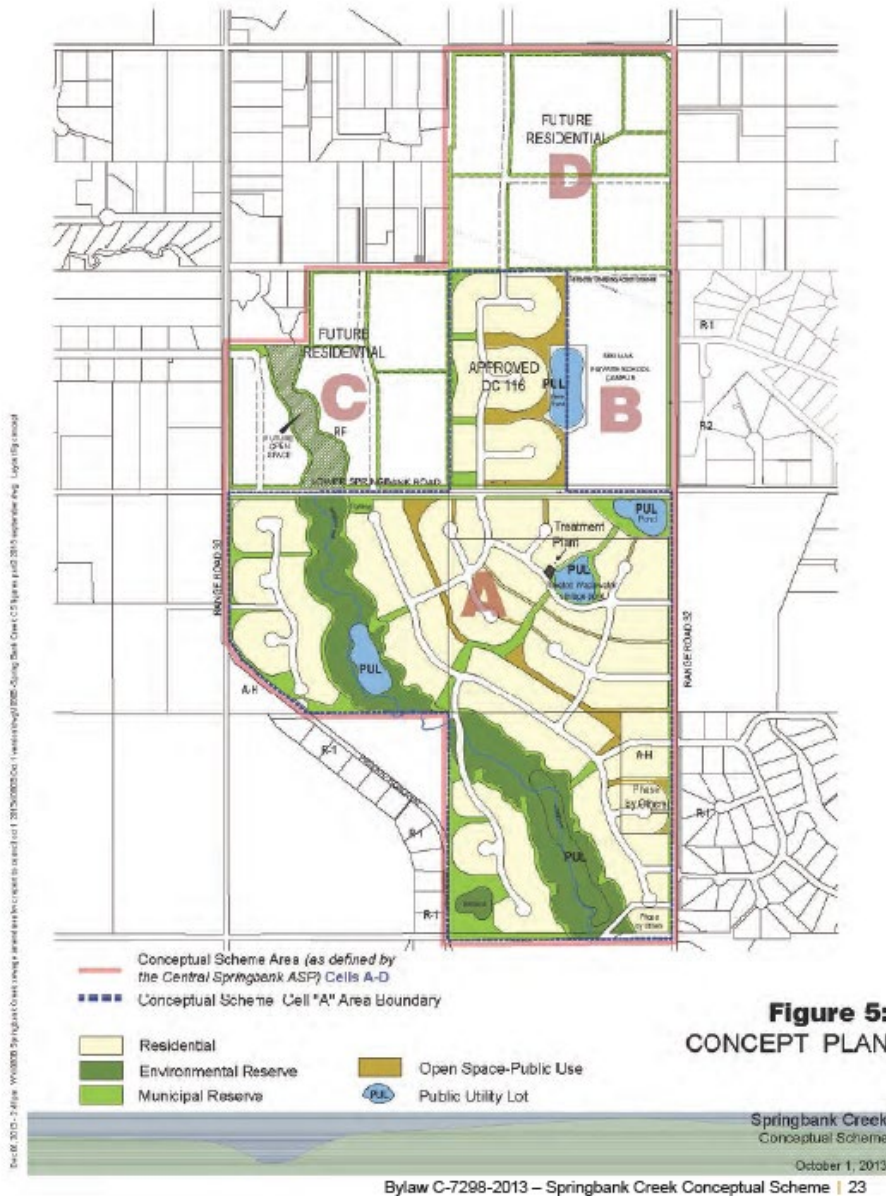 FUTURE
RESIDENTIAL
D
FUTURE
RESIDENTIAL
C
RF
FUTURE
OPEN
SPACE
APPROVED
DC 116
PUL
PRIVATE SCHOOL
CAMPUS
B
R-1
R-2
LOWER SPRINGBANK ROAD
RANGE ROAD 33
PUL
Pond
Treatment
Plant
PUL
A
RANGE ROAD 32
PUL
A-H
R-1
R-1
R-1
A-H
Phase
by Others
R-1
PUL
Phase
by Others
Conceptual Scheme Area (as defined by
the Central Springbank ASP) Cells A-D
Conceptual Scheme Cell "A" Area Boundary
Residential
Environmental Reserve
Municipal Reserve
Open Space-Public Use
PUL Public Utility Lot
Figure 5:
CONCEPT PLAN
Springbank Creek
Conceptual Scheme
October 1, 2013
Bylaw C-7298-2013 – Springbank Creek Conceptual Scheme | 23